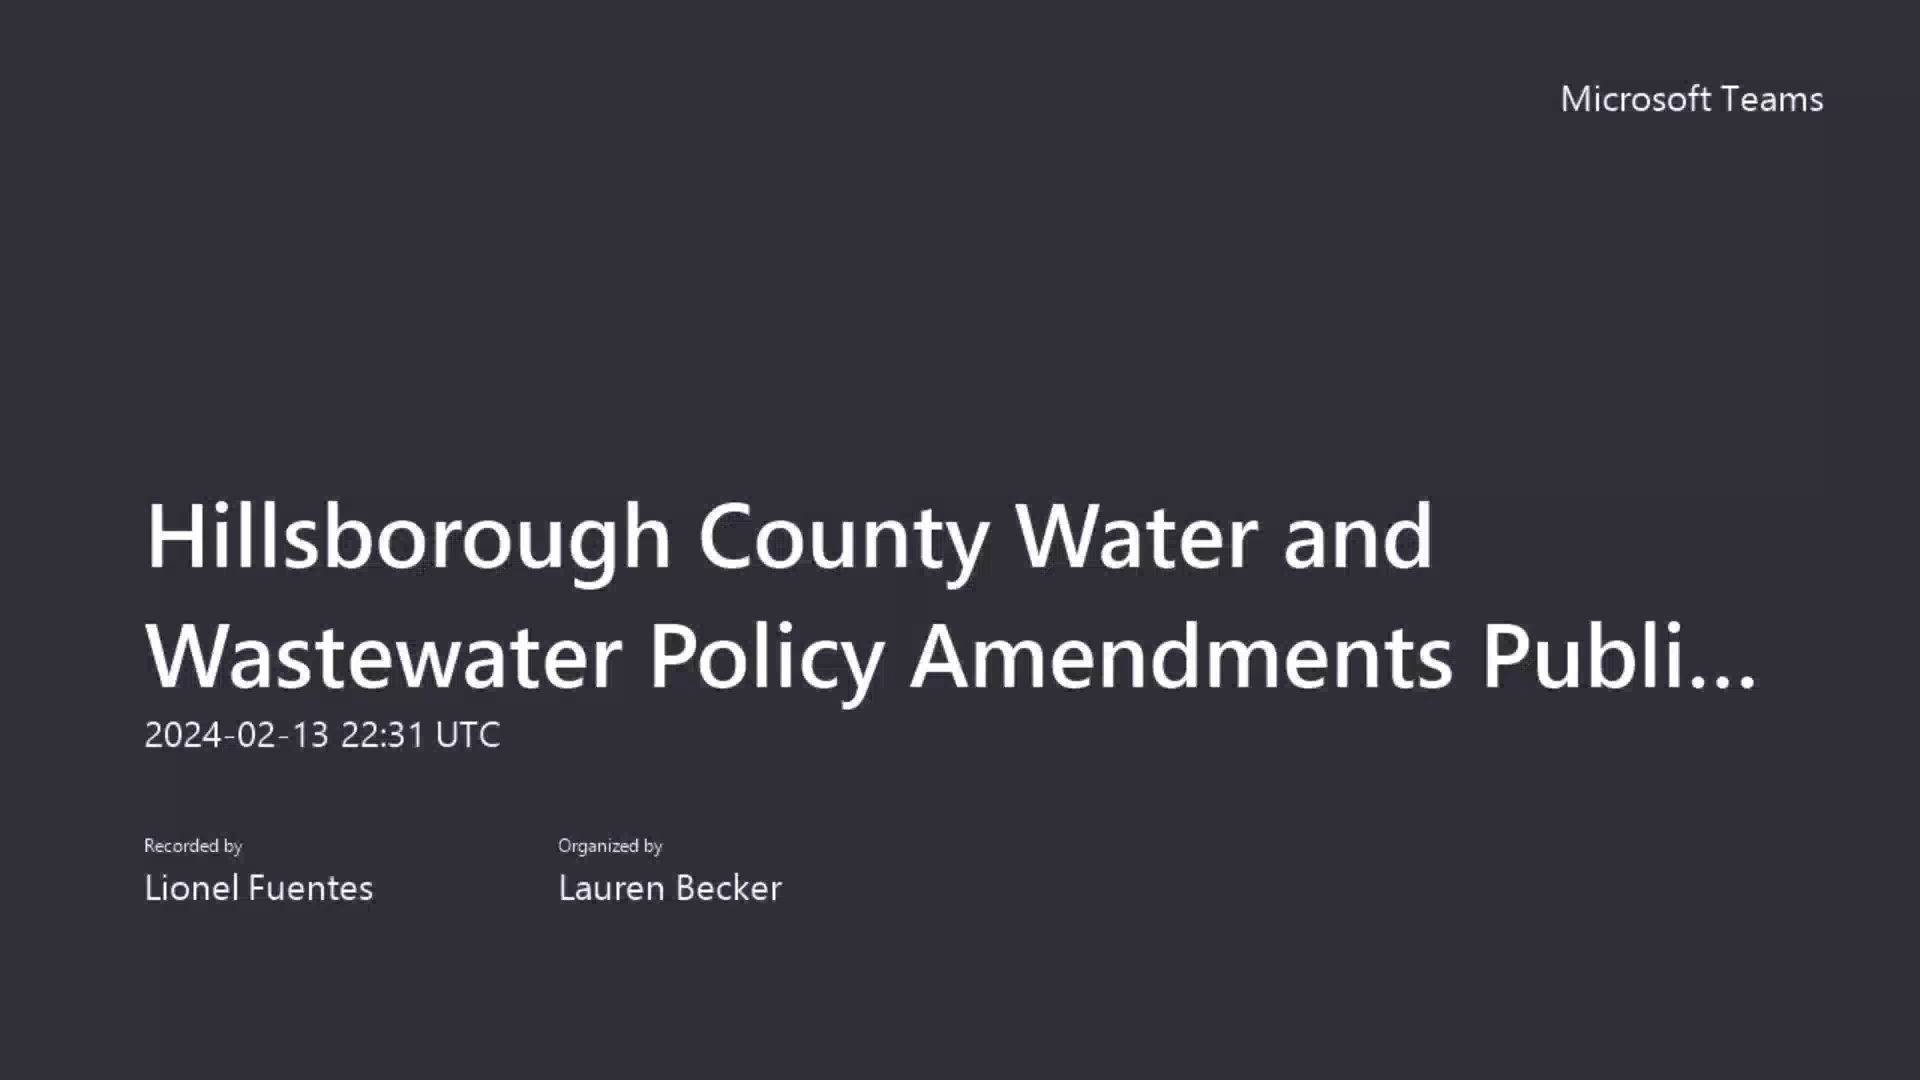 Microsoft Teams
Hillsborough County Water and
Wastewater Policy Amendments Publi...
2024-02-13 22:31 UTC
Recorded by
Organized by
Lionel Fuentes
Lauren Becker